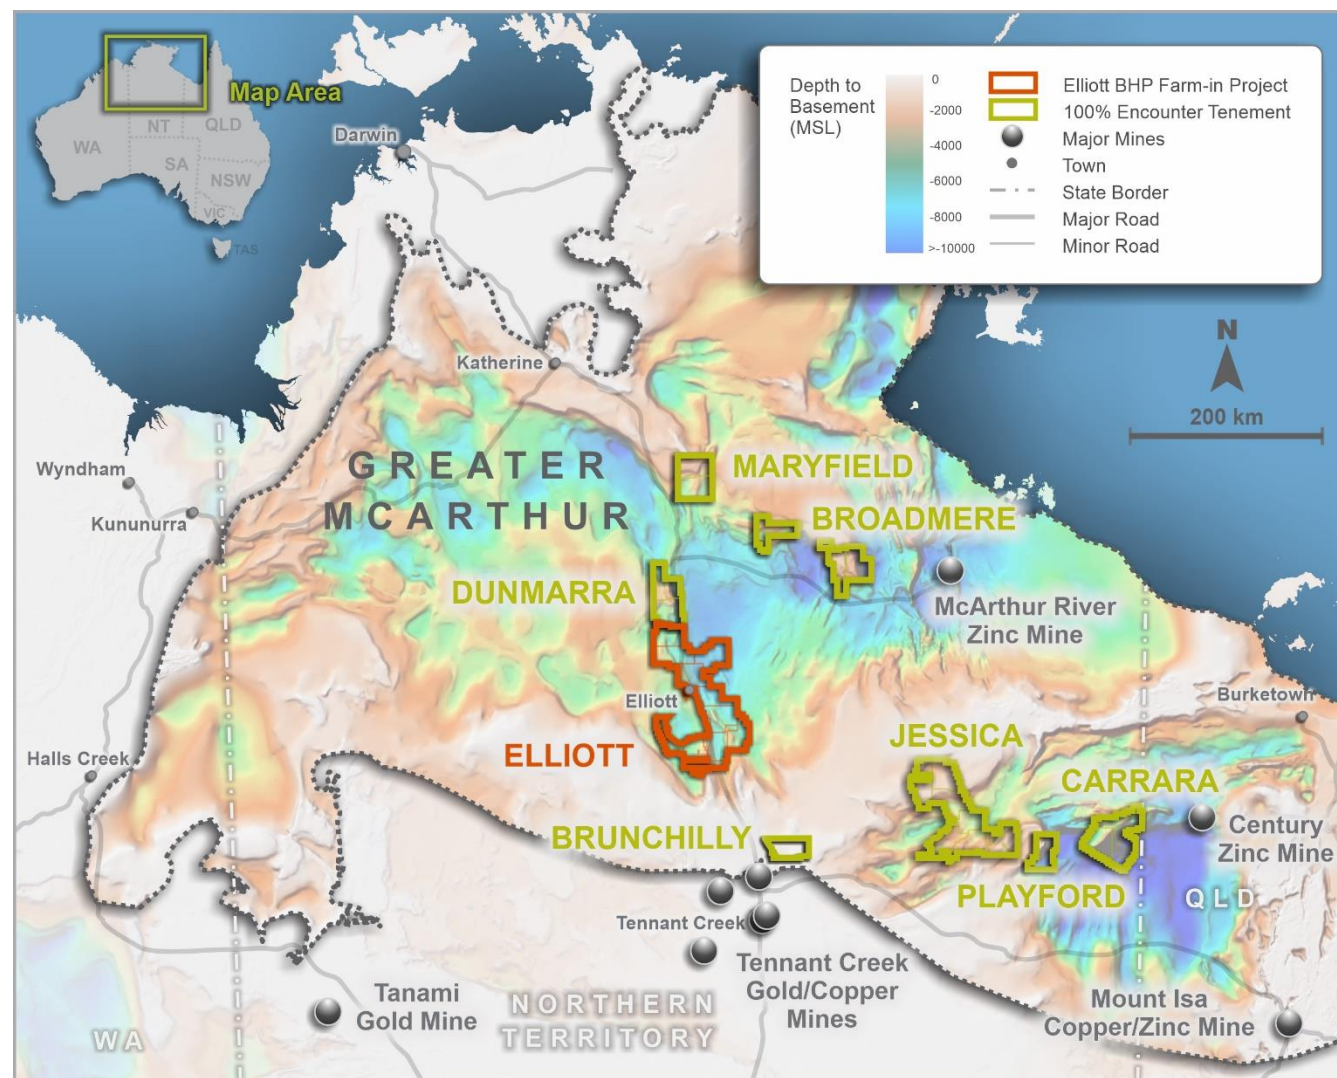 Map Area
WA
NT
QLD
SA
NSW
VIC
TAS
Darwin
Depth to
Basement
(MSL)
0
-2000
-4000
-6000
-8000
>-10000
Elliott BHP Farm-in Project
100% Encounter Tenement
Major Mines
Town
State Border
Major Road
Minor Road
N
200 km
Katherine
Wyndham
Kununurra
GREATER
MCARTHUR
MARYFIELD
BROADMERE
DUNMARRA
McArthur River
Zinc Mine
Elliott
ELLIOTT
Burketown
Halls Creek
JESSICA
CARRARA
BRUNCHILLY
PLAYFORD
Century
Zinc Mine
QLD
Tennant Creek
Tennant Creek
Gold/Copper
Mines
Tanami
Gold Mine
NORTHERN
TERRITORY
Mount Isa
Copper/Zinc Mine
WA